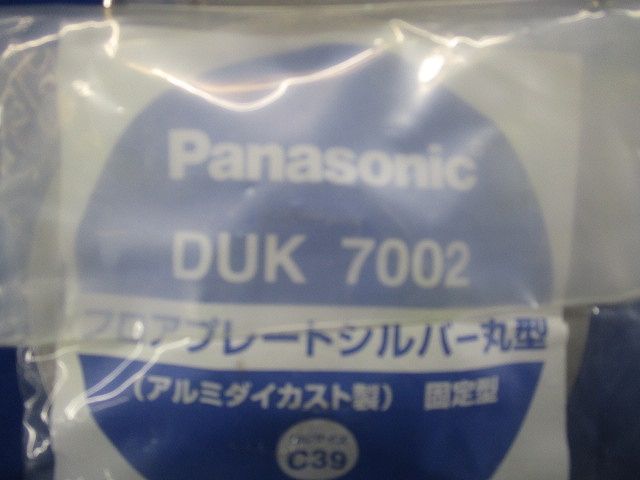 Panasonic
DUK 7002
フロアプレートシルバー丸型
（アルミダイカスト製） 固定型
C39